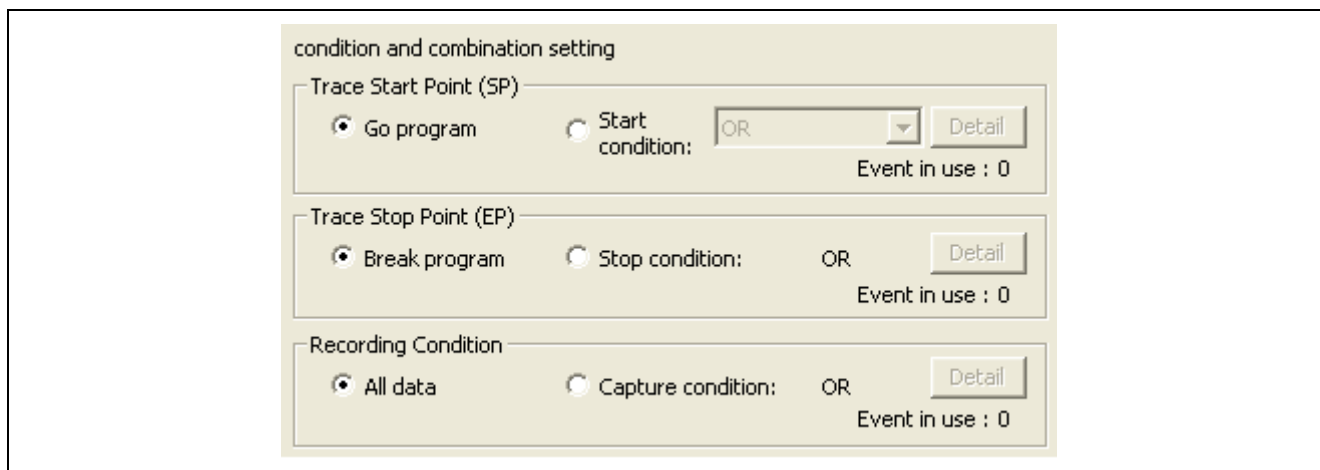 condition and combination setting
Trace Start Point (SP)
Go program
Start
condition:
OR
Detail
Event in use : 0
Trace Stop Point (EP)
Break program
Stop condition:
OR
Detail
Event in use : 0
Recording Condition
All data
Capture condition:
OR
Detail
Event in use : 0